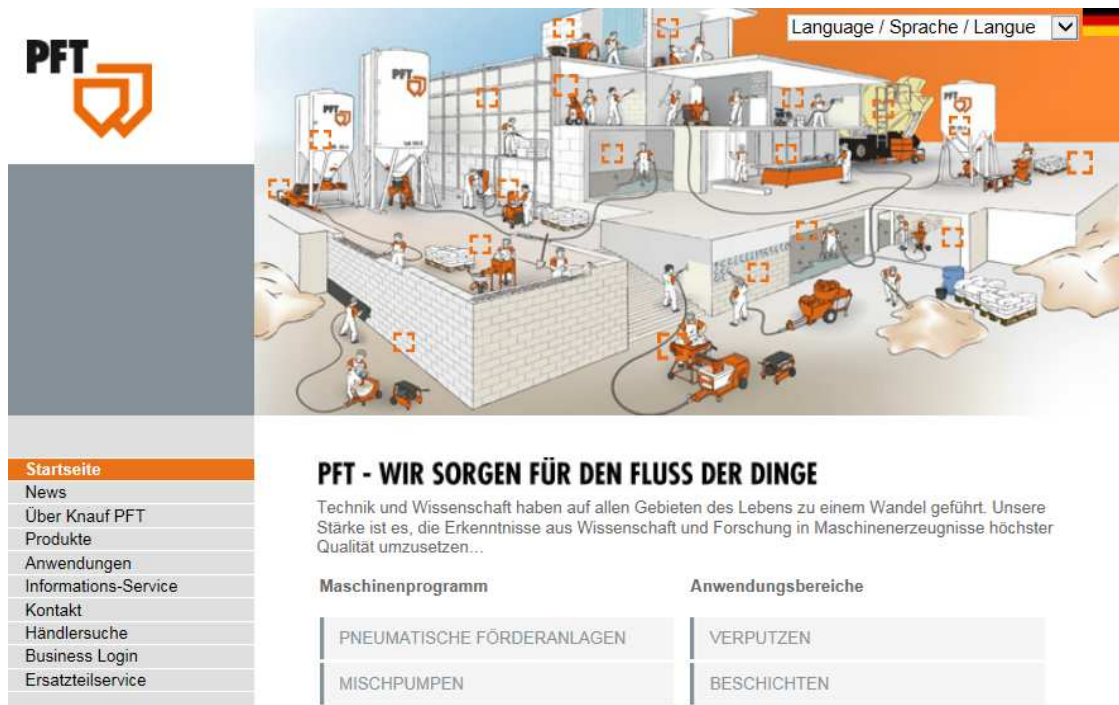 PFT
Language / Sprache / Langue
PFT
PFT
PFT
Startseite
News
Über Knauf PFT
Produkte
Anwendungen
Informations-Service
Kontakt
Händlersuche
Business Login
Ersatzteilservice
PFT - WIR SORGEN FÜR DEN FLUSS DER DINGE
Technik und Wissenschaft haben auf allen Gebieten des Lebens zu einem Wandel geführt. Unsere
Stärke ist es, die Erkenntnisse aus Wissenschaft und Forschung in Maschinenerzeugnisse höchster
Qualität umzusetzen...
Maschinenprogramm
Anwendungsbereiche
PNEUMATISCHE FÖRDERANLAGEN
VERPUTZEN
MISCHPUMPEN
BESCHICHTEN